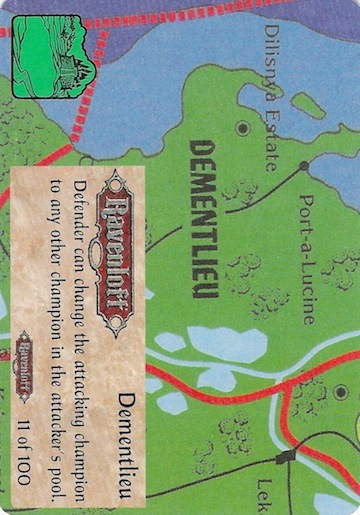 Dilisnya Estate
Port-a-Lucine
DEMENTLIEU
Lek
Ravenloft
Dementlieu
Defender can change the attacking champion
to any other champion in the attacker's pool.
Ravenloft
11 of 100